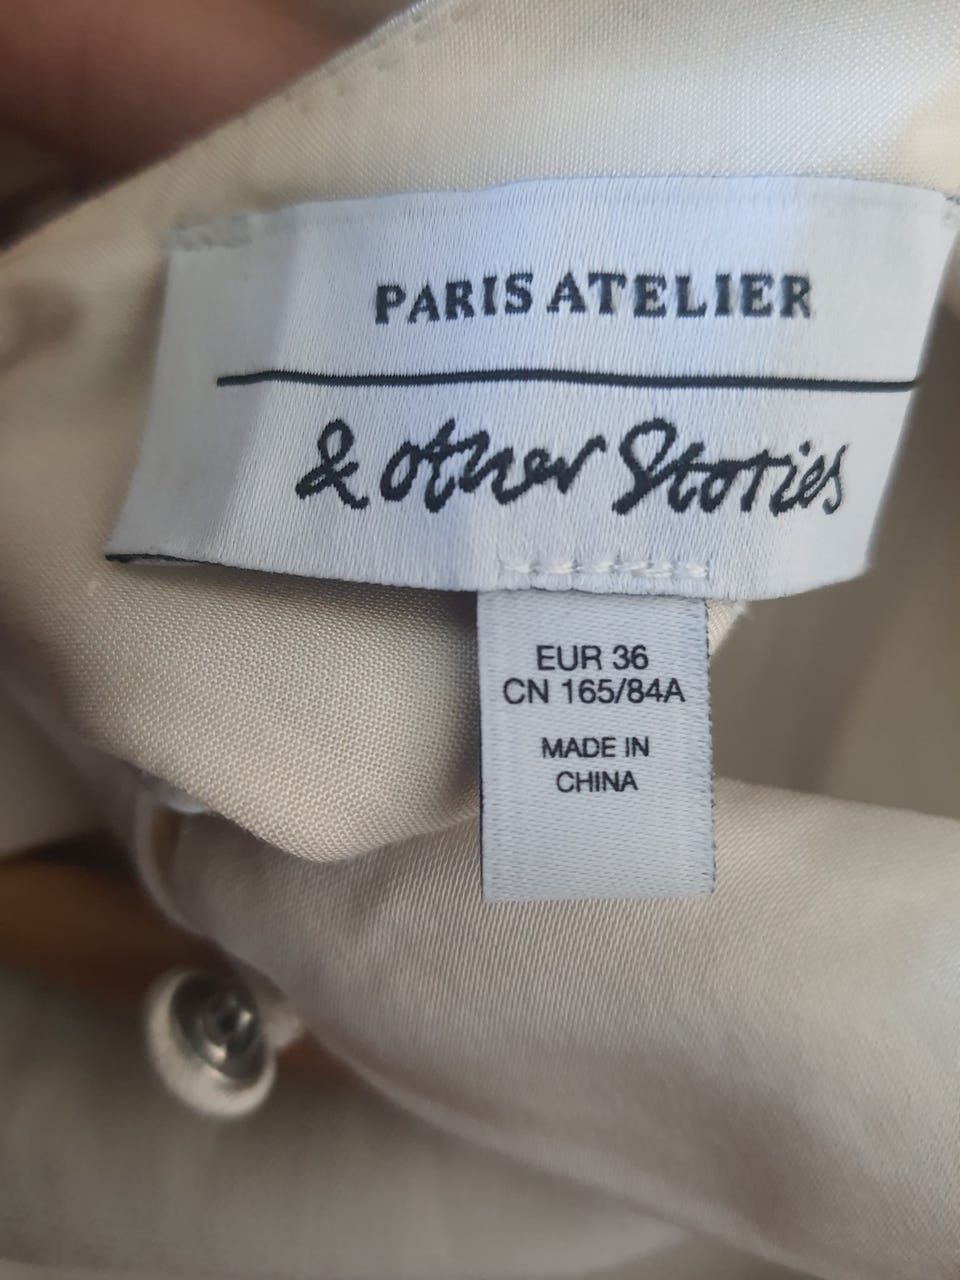 PARIS ATELIER
& other Stories
EUR 36
CN 165/84A
MADE IN
CHINA